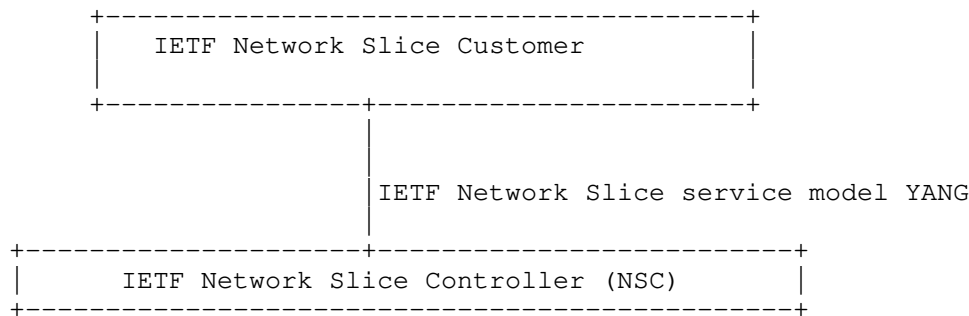 IETF Network Slice Customer
IETF Network Slice service model YANG
IETF Network Slice Controller (NSC)